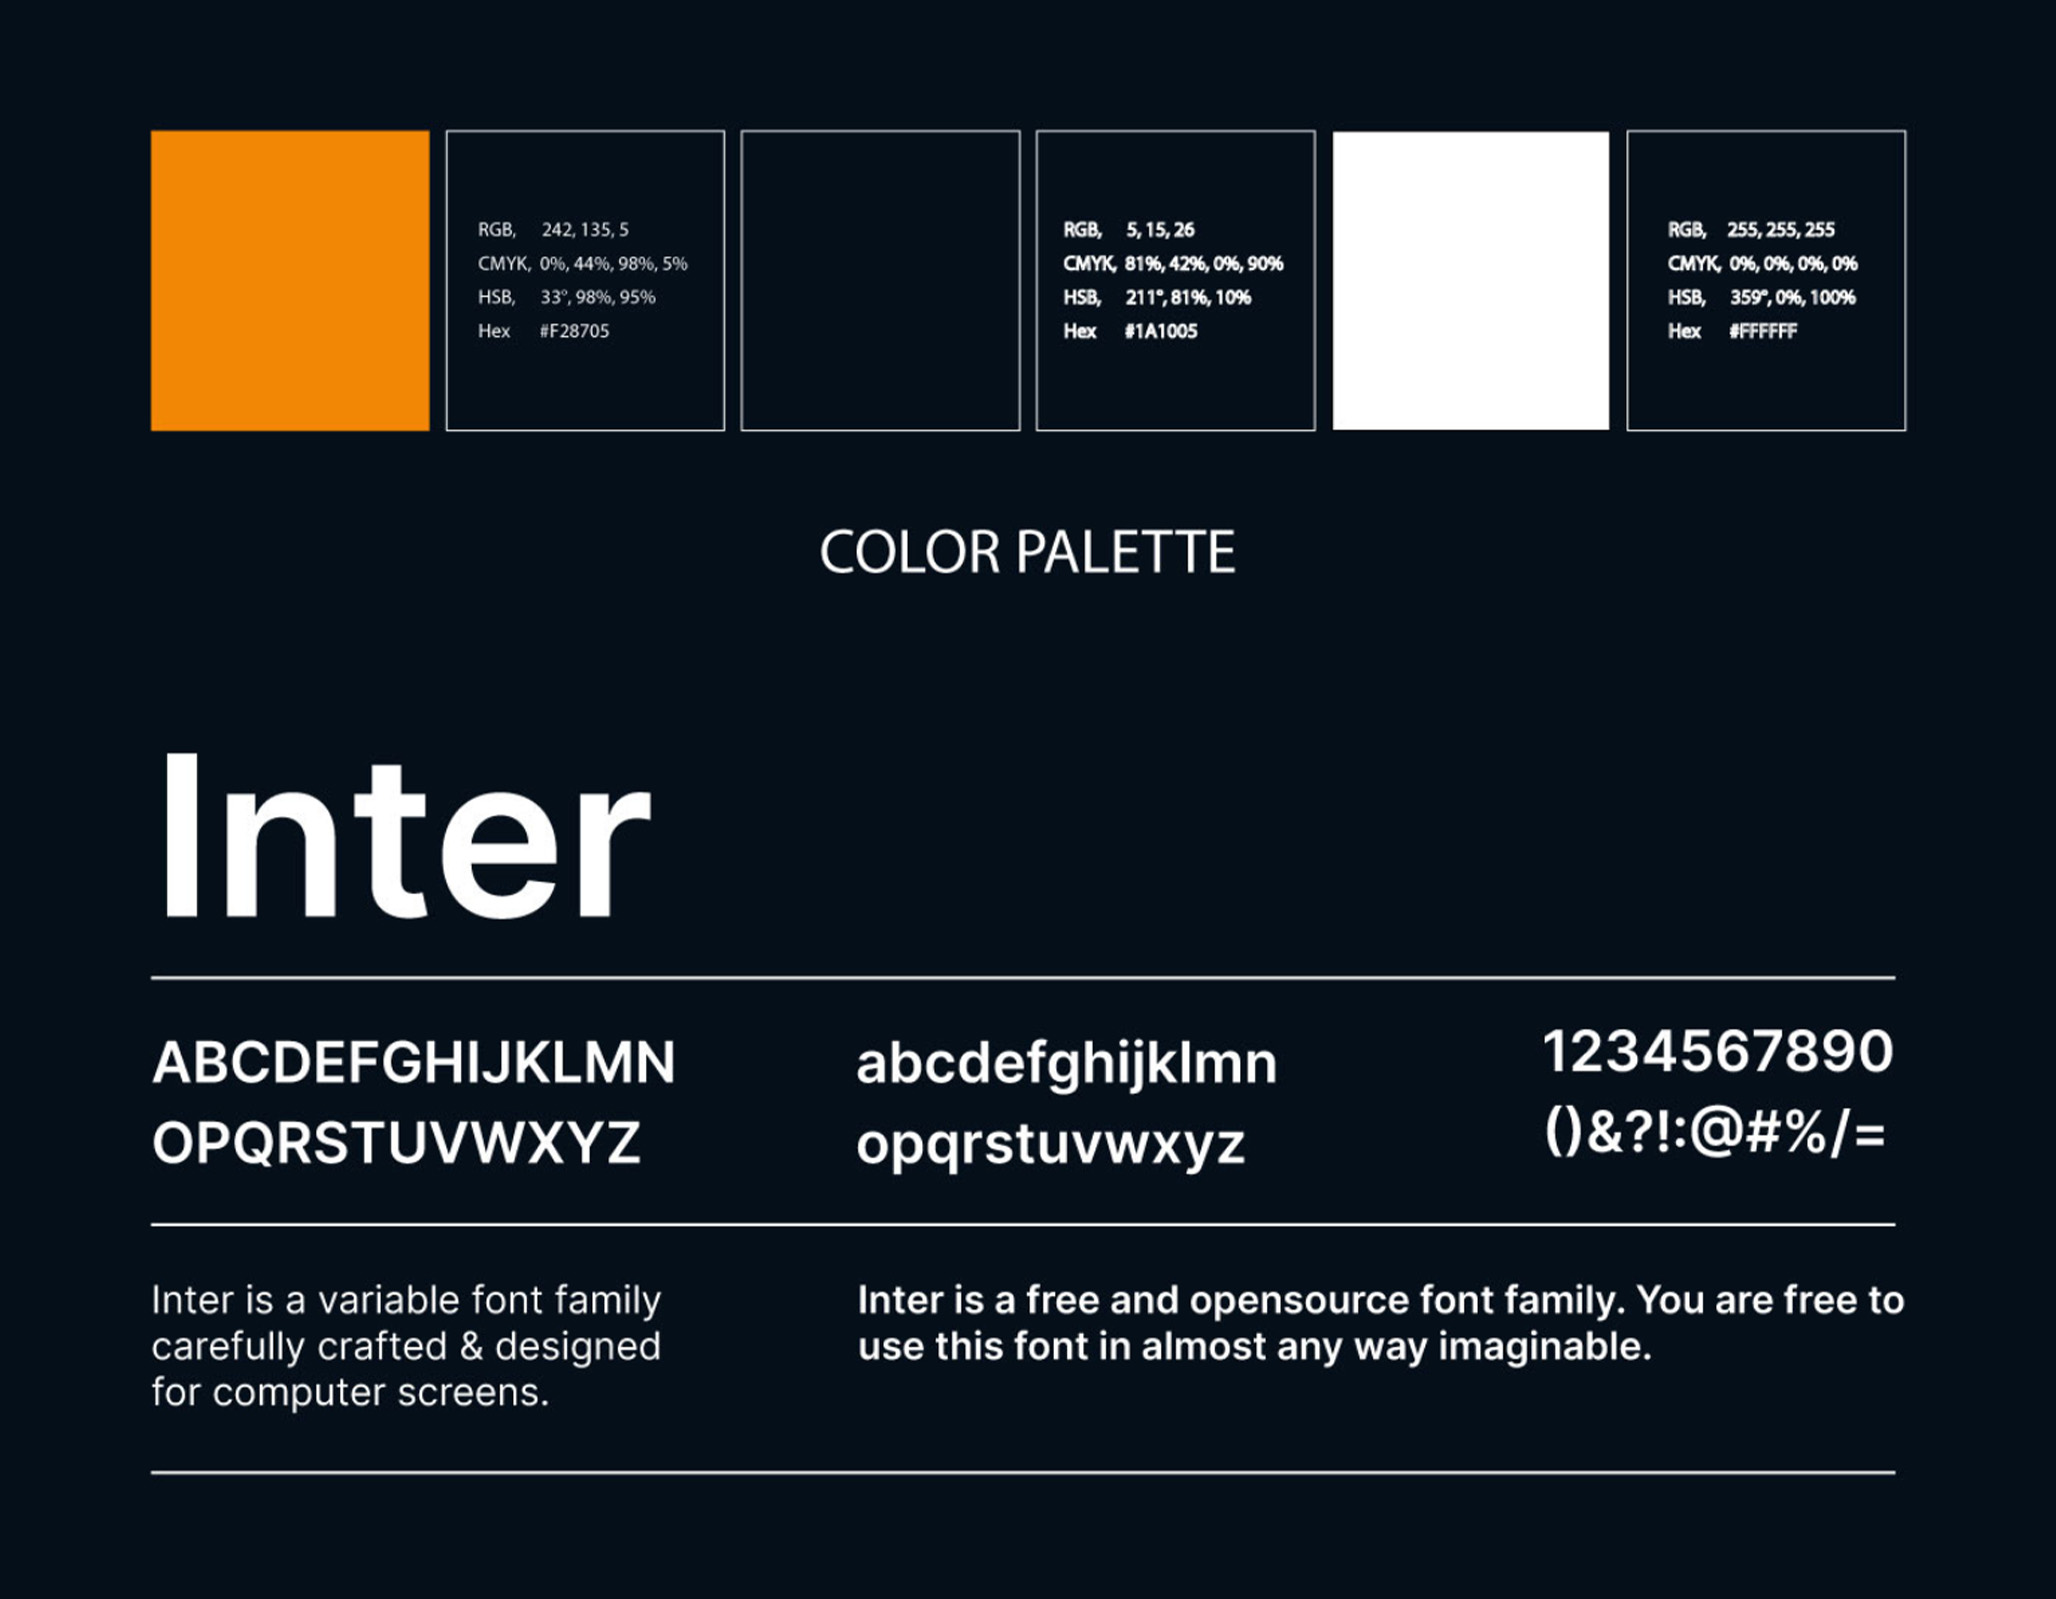 RGB, 242, 135, 5
CMYK, 0%, 44%, 98%, 5%
HSB, 33°, 98%, 95%
Hex #F28705
RGB, 5, 15, 26
CMYK, 81%, 42%, 0%, 90%
HSB, 211°, 81%, 10%
Hex #1A1005
RGB, 255, 255, 255
CMYK, 0%, 0%, 0%, 0%
HSB, 359°, 0%, 100%
Hex #FFFFFF
COLOR PALETTE
Inter
ABCDEFGHIJKLMN
OPQRSTUVWXYZ
abcdefghijklmn
opqrstuvwxyz
1234567890
()&?!:@#%/=
Inter is a variable font family
carefully crafted & designed
for computer screens.
Inter is a free and opensource font family. You are free to
use this font in almost any way imaginable.